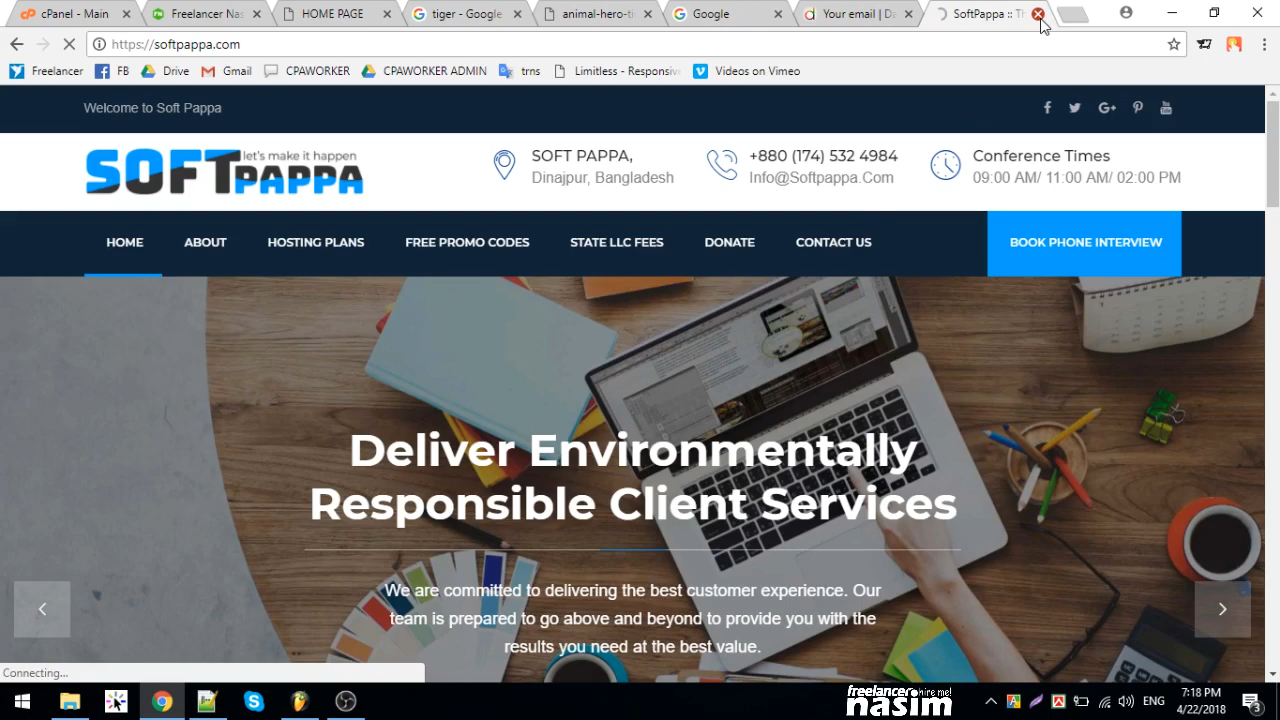 cPanel - Main
Freelancer Nas
HOME PAGE
tiger - Google
animal-hero-ti
Google
Your email | Da
SoftPappa :: Th
https://softpappa.com
Freelancer
FB
Drive
Gmail
CPAWORKER
CPAWORKER ADMIN
trns
Limitless - Responsiv
Videos on Vimeo
Welcome to Soft Pappa
SOFT PAPPA
let's make it happen
SOFT PAPPA,
Dinajpur, Bangladesh
+880 (174) 532 4984
Info@Softpappa.Com
Conference Times
09:00 AM/ 11:00 AM/ 02:00 PM
HOME
ABOUT
HOSTING PLANS
FREE PROMO CODES
STATE LLC FEES
DONATE
CONTACT US
BOOK PHONE INTERVIEW
Deliver Environmentally
Responsible Client Services
We are committed to delivering the best customer experience. Our
team is prepared to go above and beyond to provide you with the
results you need at the best value.
Connecting...
freelancer hire me!
nasim
ENG
7:18 PM
4/22/2018
3